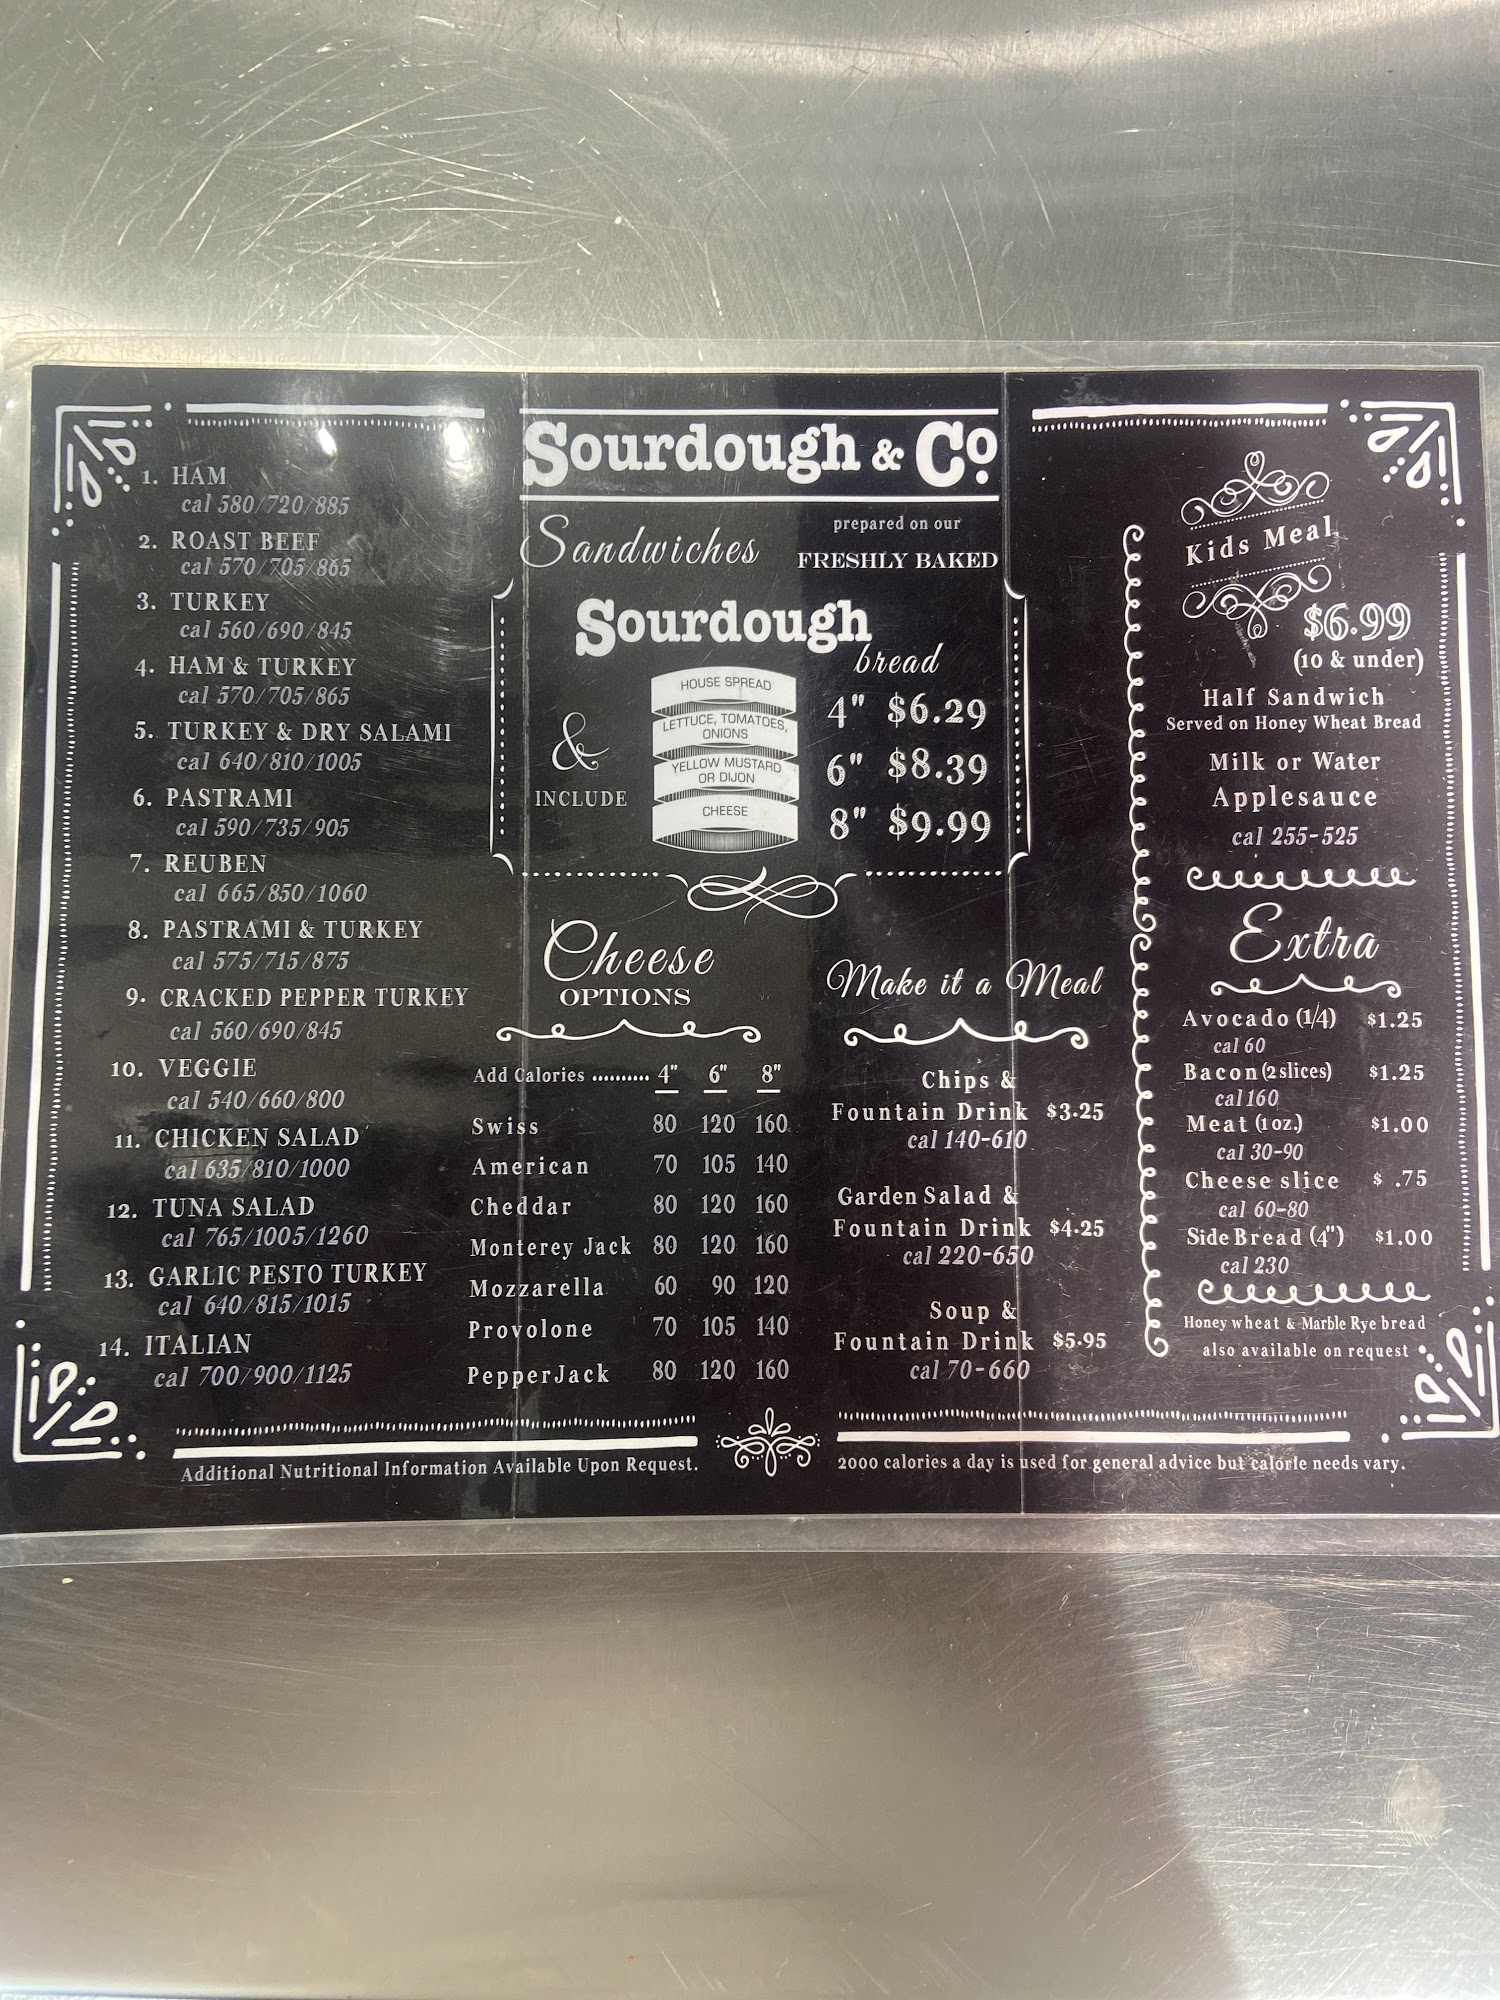 1. HAM
cal 580/720/885
2. ROAST BEEF
cal 570/705/865
3. TURKEY
cal 560/690/845
4. HAM & TURKEY
cal 570/705/865
5. TURKEY & DRY SALAMI
cal 640/810/1005
6. PASTRAMI
cal 590/735/905
7. REUBEN
cal 665/850/1060
8. PASTRAMI & TURKEY
cal 575/715/875
9. CRACKED PEPPER TURKEY
cal 560/690/845
10. VEGGIE
cal 540/660/800
11. CHICKEN SALAD
cal 635/810/1000
12. TUNA SALAD
cal 765/1005/1260
13. GARLIC PESTO TURKEY
cal 640/815/1015
14. ITALIAN
cal 700/900/1125
Sourdough & Co.
Sandwiches
prepared on our
FRESHLY BAKED
Sourdough
bread
&
INCLUDE
HOUSE SPREAD
LETTUCE, TOMATOES,
ONIONS
YELLOW MUSTARD
OR DIJON
CHEESE
4" $6.29
6" $8.39
8" $9.99
Cheese
OPTIONS
Add Calories .......... 4" 6" 8"
Swiss 80 120 160
American 70 105 140
Cheddar 80 120 160
Monterey Jack 80 120 160
Mozzarella 60 90 120
Provolone 70 105 140
PepperJack 80 120 160
Make it a Meal
Chips &
Fountain Drink $3.25
cal 140-610
Garden Salad &
Fountain Drink $4.25
cal 220-650
Soup &
Fountain Drink $5.95
cal 70-660
Kids Meal
$6.99
(10 & under)
Half Sandwich
Served on Honey Wheat Bread
Milk or Water
Applesauce
cal 255-525
Extra
Avocado (1/4) $1.25
cal 60
Bacon (2 slices) $1.25
cal 160
Meat (1 oz.) $1.00
cal 30-90
Cheese slice $ .75
cal 60-80
Side Bread (4") $1.00
cal 230
Honey wheat & Marble Rye bread
also available on request
Additional Nutritional Information Available Upon Request.
2000 calories a day is used for general advice but calorie needs vary.